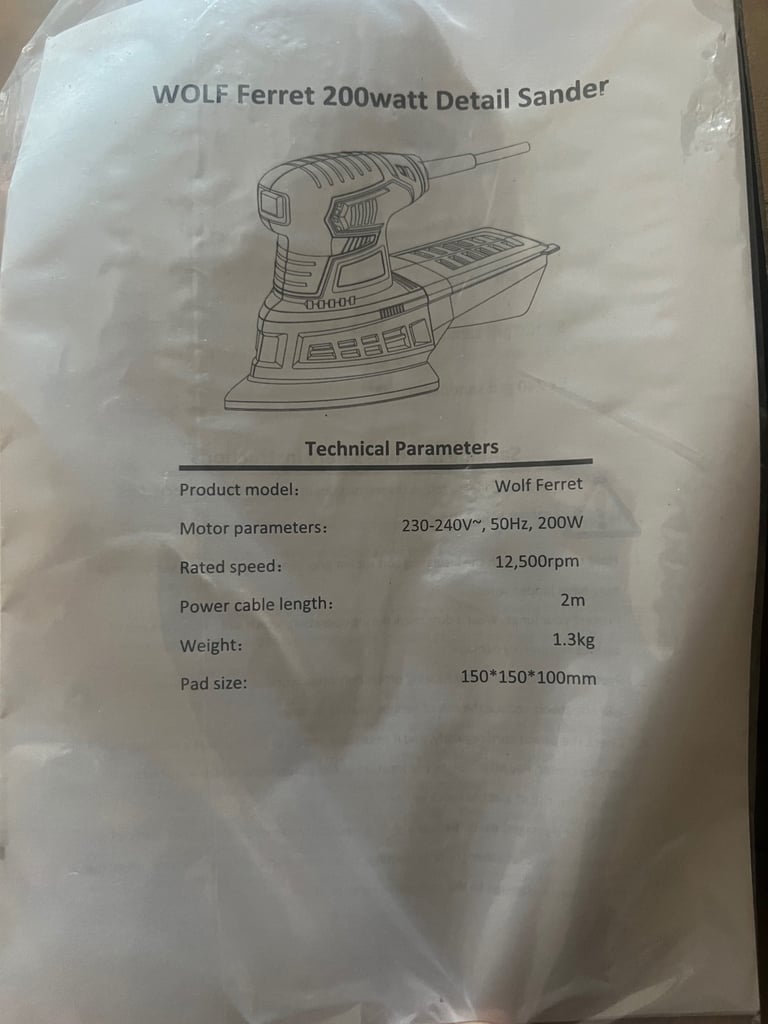 WOLF Ferret 200watt Detail Sander
Technical Parameters
Product model: Wolf Ferret
Motor parameters: 230-240V~, 50Hz, 200W
Rated speed: 12,500rpm
Power cable length: 2m
Weight: 1.3kg
Pad size: 150*150*100mm